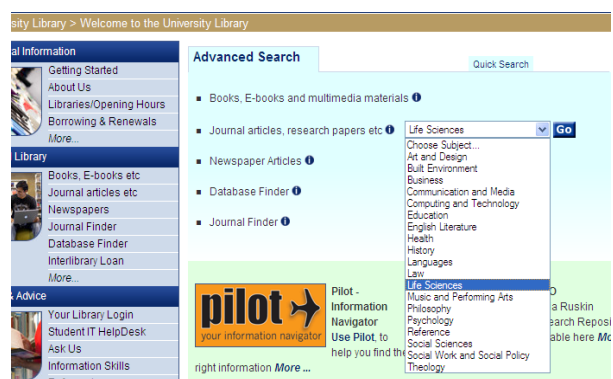 sity Library > Welcome to the University Library
al Information
Getting Started
About Us
Libraries/Opening Hours
Borrowing & Renewals
More...
Library
Books, E-books etc
Journal articles etc
Newspapers
Journal Finder
Database Finder
Interlibrary Loan
More...
& Advice
Your Library Login
Student IT HelpDesk
Ask Us
Information Skills
Advanced Search
Quick Search
Books, E-books and multimedia materials
Journal articles, research papers etc
Life Sciences
Go
Newspaper Articles
Database Finder
Journal Finder
Choose Subject...
Art and Design
Built Environment
Business
Communication and Media
Computing and Technology
Education
English Literature
Health
History
Languages
Law
Life Sciences
Music and Performing Arts
Philosophy
Psychology
Reference
Social Sciences
Social Work and Social Policy
Theology
pilot
your information navigator
Pilot -
Information
Navigator
Use Pilot, to
help you find the
right information More ...
O
a Ruskin
earch Reposi
able here Mo